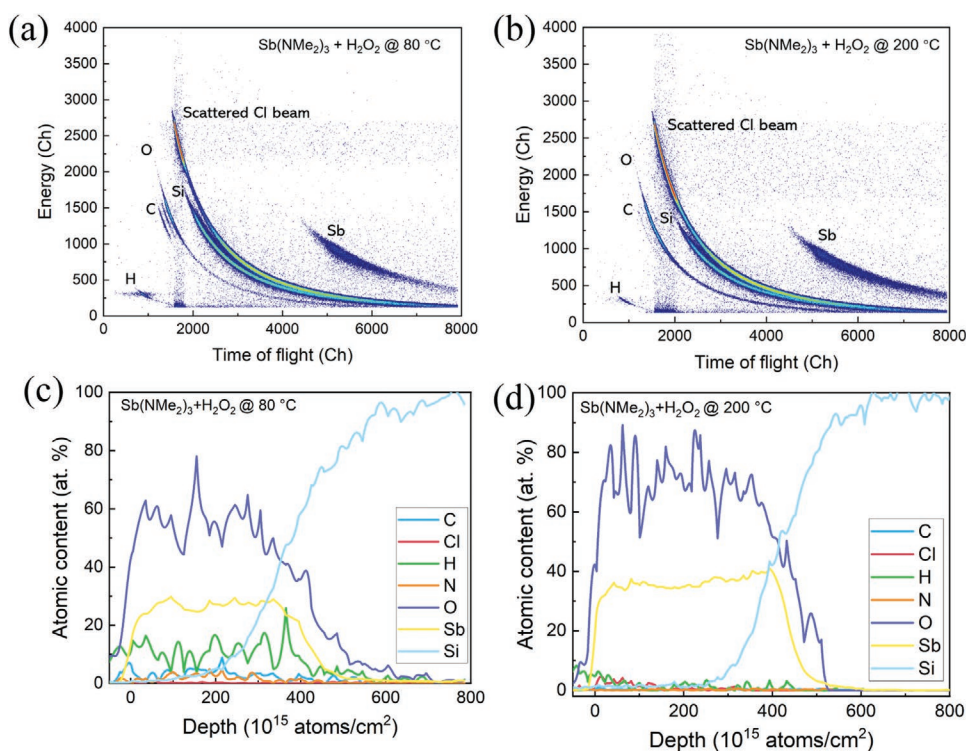 (a)
Sb(NMe2)3 + H2O2 @ 80 °C
Scattered Cl beam
O
Si
C
Sb
H
Energy (Ch)
4000
3500
3000
2500
2000
1500
1000
500
0
0 2000 4000 6000 8000
Time of flight (Ch)
(b)
Sb(NMe2)3 + H2O2 @ 200 °C
Scattered Cl beam
O
C
Si
Sb
H
Energy (Ch)
4000
3500
3000
2500
2000
1500
1000
500
0
0 2000 4000 6000 8000
Time of flight (Ch)
(c)
Sb(NMe2)3+H2O2 @ 80 °C
Atomic content (at. %)
100
80
60
40
20
0
C
Cl
H
N
O
Sb
Si
0 200 400 600 800
Depth (10^15 atoms/cm^2)
(d)
Sb(NMe2)3+H2O2 @ 200 °C
Atomic content (at. %)
100
80
60
40
20
0
C
Cl
H
N
O
Sb
Si
0 200 400 600 800
Depth (10^15 atoms/cm^2)